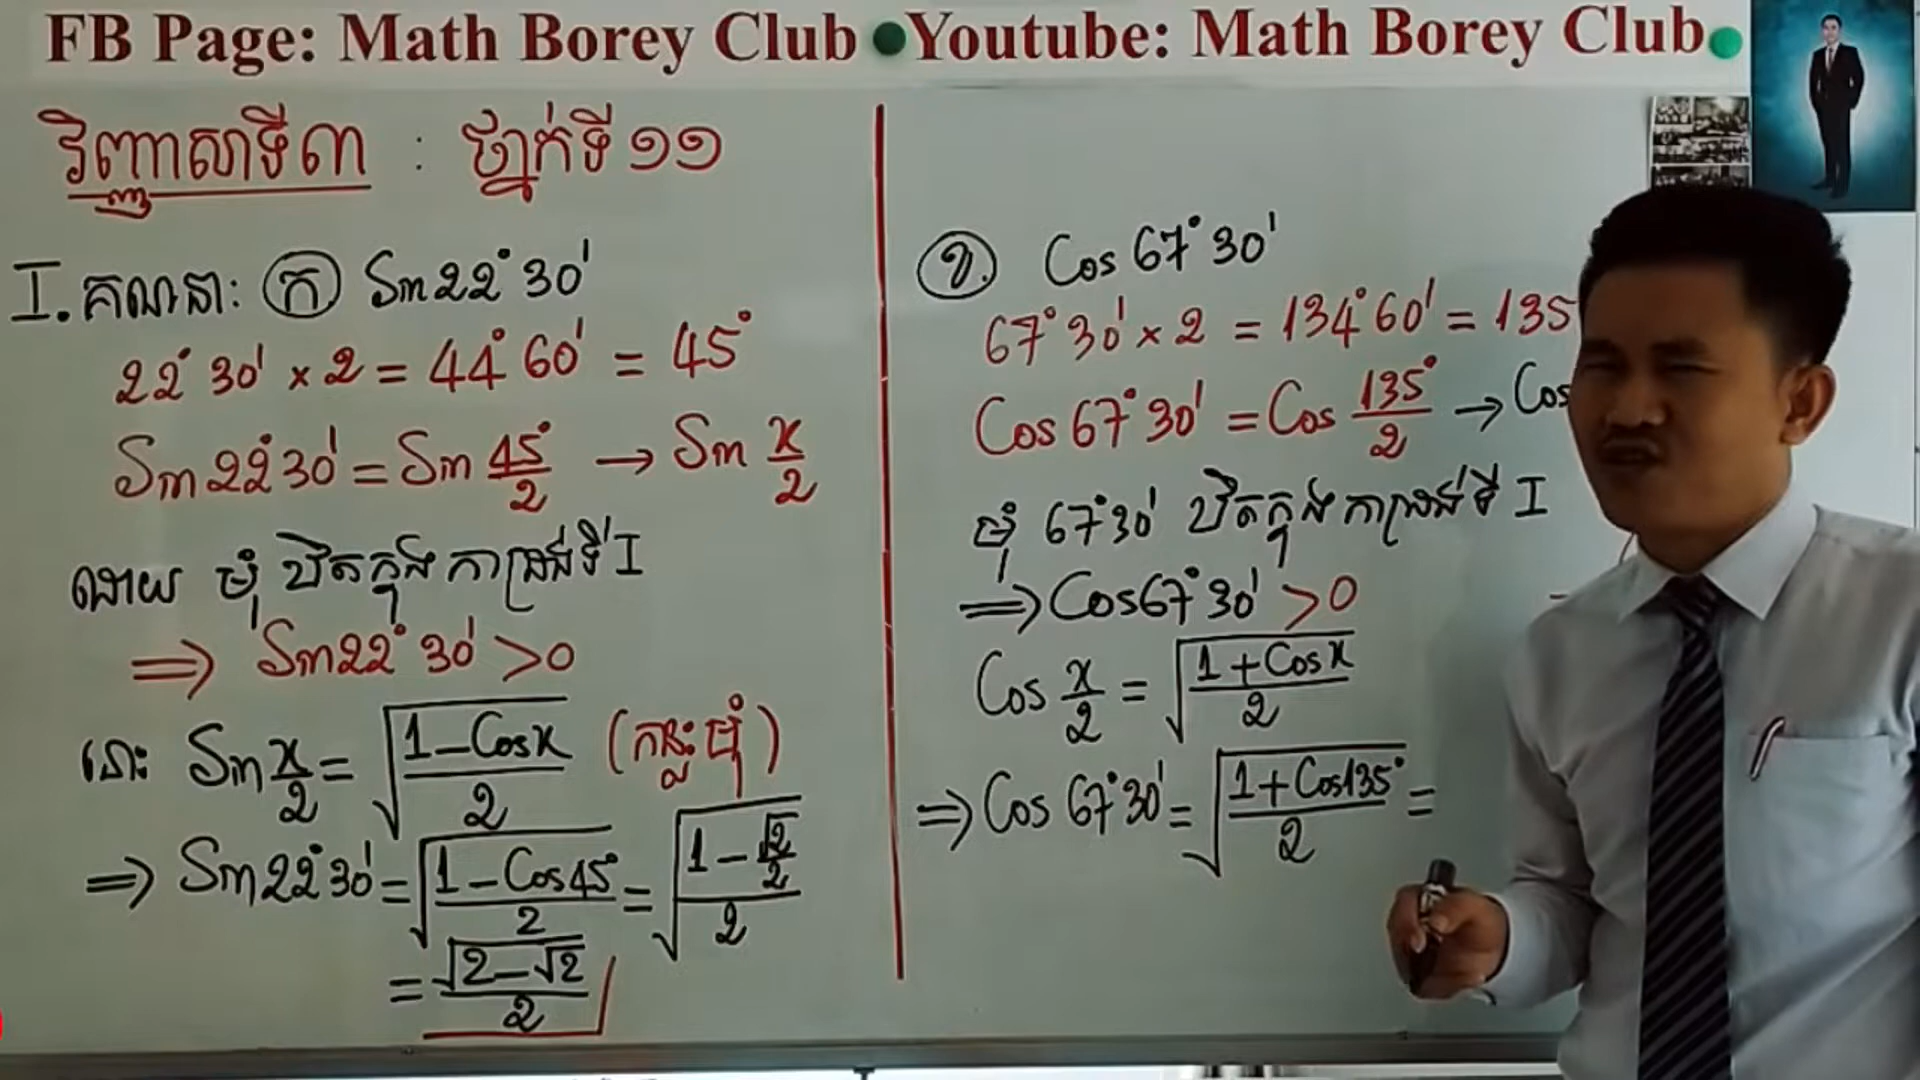 FB Page: Math Borey Club ●Youtube: Math Borey Club
វិញ្ញាសាទី៣ : ថ្នាក់ទី ១១
I. គណនា: ក Sin 22° 30'
22° 30' × 2 = 44° 60' = 45°
Sin 22° 30' = Sin 45°/2 → Sin x/2
ដោយ មុំ ឋិតក្នុង កាដ្រង់ទី I
⇒ Sin 22° 30' > 0
នោះ Sin x/2 = √((1 - Cos x)/2) (កន្លះមុំ)
⇒ Sin 22° 30' = √((1 - Cos 45°)/2) = √((1 - √2/2)/2)
= √(2 - √2)/2
ខ. Cos 67° 30'
67° 30' × 2 = 134° 60' = 135
Cos 67° 30' = Cos 135°/2 → Cos
មុំ 67° 30' ឋិតក្នុង កាដ្រង់ទី I
⇒ Cos 67° 30' > 0
Cos x/2 = √((1 + Cos x)/2)
⇒ Cos 67° 30' = √((1 + Cos 135°)/2) =